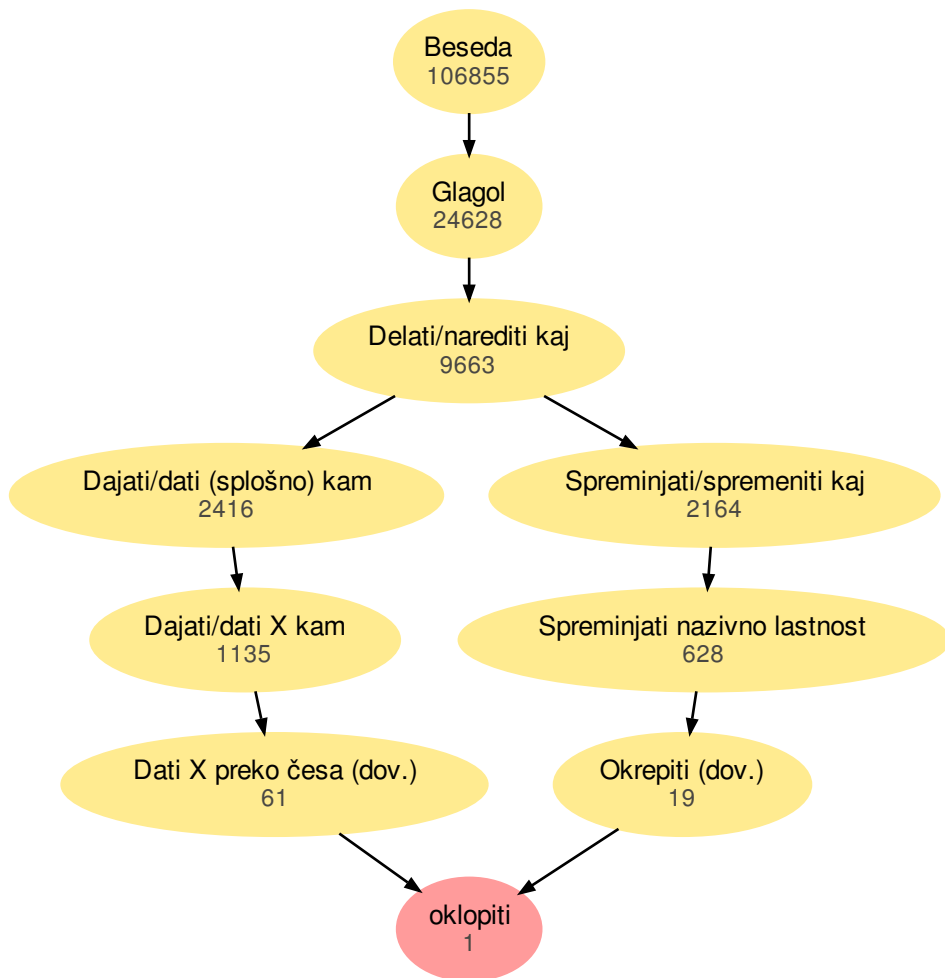 Beseda
106855
Glagol
24628
Delati/narediti kaj
9663
Dajati/dati (splošno) kam
2416
Spreminjati/spremeniti kaj
2164
Dajati/dati X kam
1135
Spreminjati nazivno lastnost
628
Dati X preko česa (dov.)
61
Okrepiti (dov.)
19
oklopiti
1